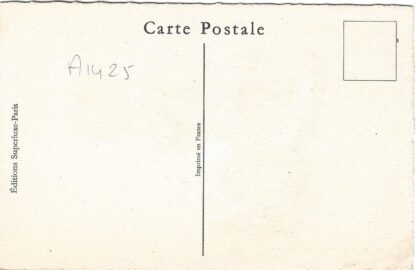 Carte Postale
A1425
Éditions Superluxe-Paris
Imprimé en France